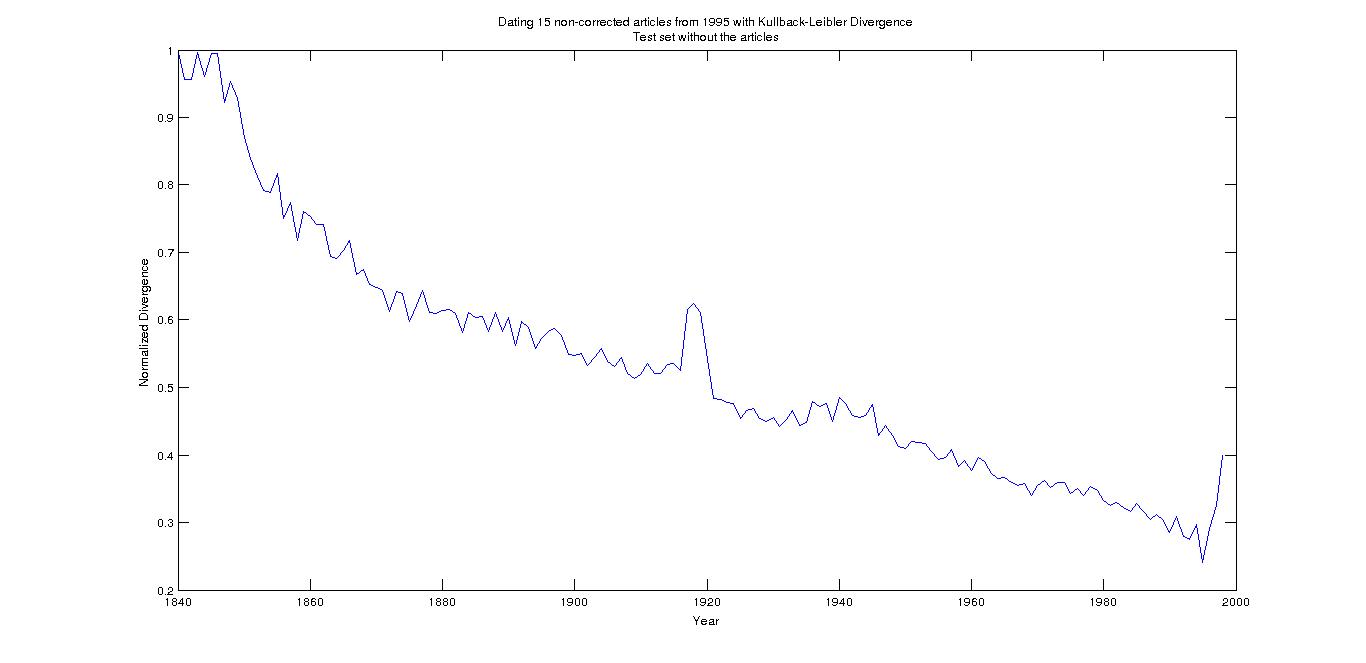 Dating 15 non-corrected articles from 1995 with Kullback-Leibler Divergence
Test set without the articles
1
0.9
0.8
0.7
0.6
0.5
0.4
0.3
0.2
Normalized Divergence
1840 1860 1880 1900 1920 1940 1960 1980 2000
Year